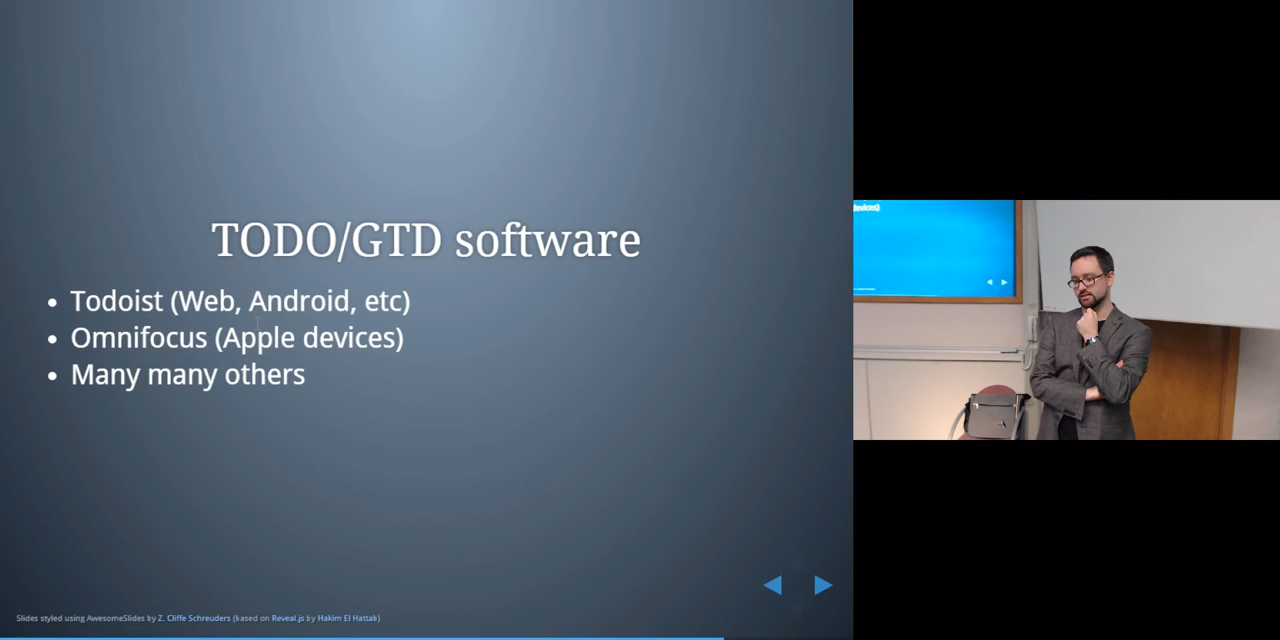 TODO/GTD software
• Todoist (Web, Android, etc)
• Omnifocus (Apple devices)
• Many many others
Slides styled using AwesomeSlides by Z. Cliffe Schreuders (based on Reveal.js by Hakim El Hattab)
devices)